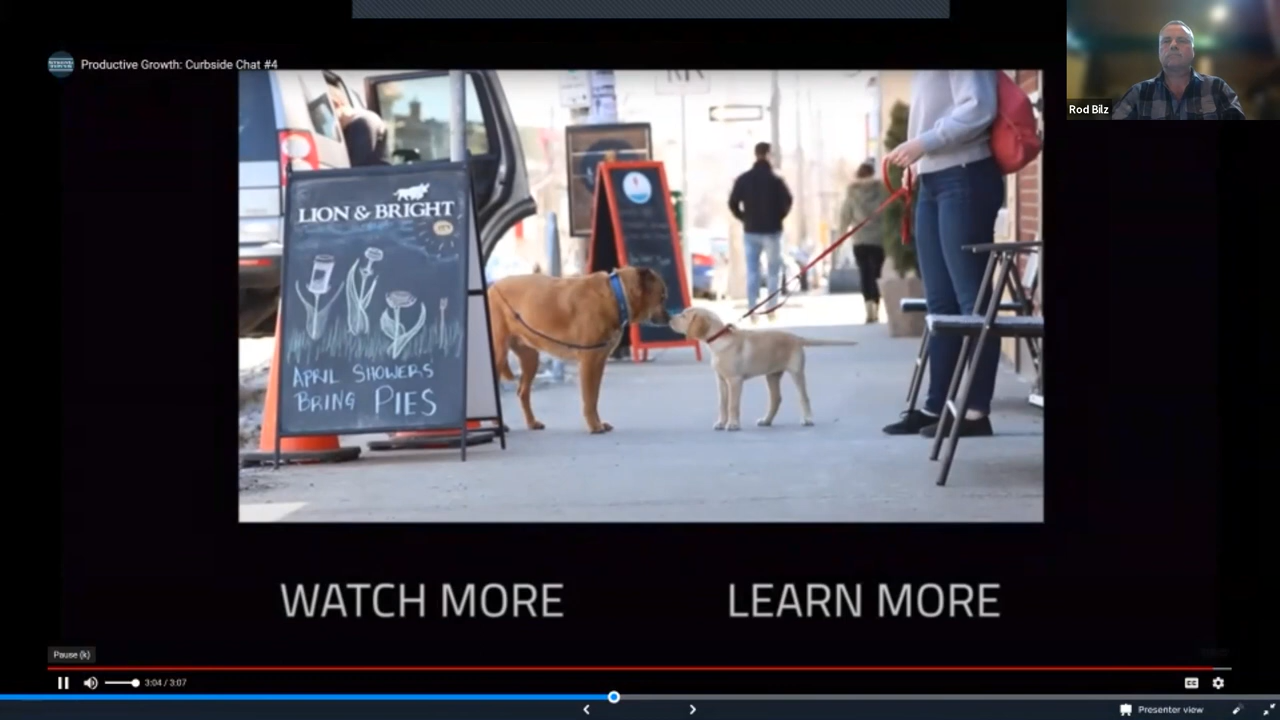 Productive Growth: Curbside Chat #4
Rod Bilz
LION & BRIGHT
APRIL SHOWERS
BRING PIES
WATCH MORE
LEARN MORE
Pause (k)
3:04 / 3:07
CC
Presenter view